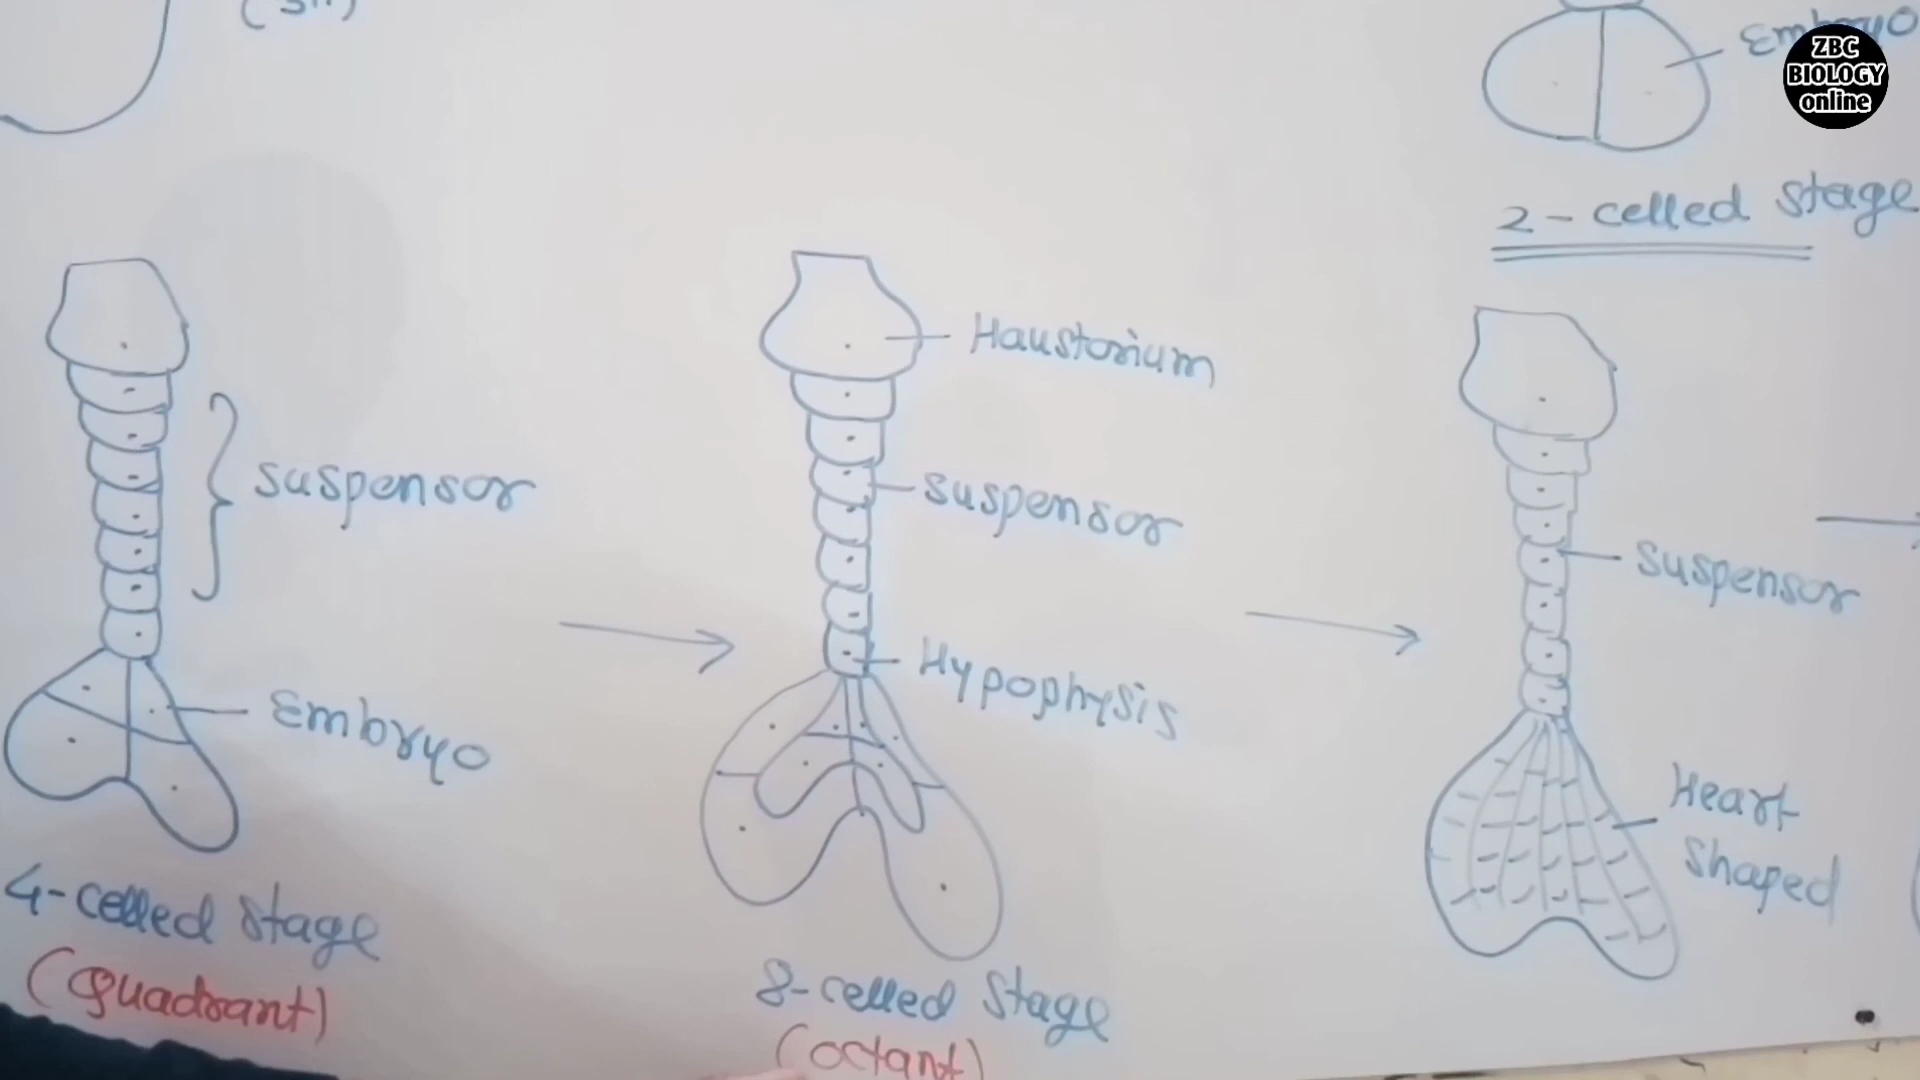 Embryo
ZBC
BIOLOGY
online
2-celled stage
Haustorium
suspensor
suspensor
suspensor
Hypophysis
Embryo
Heart
shaped
4-celled stage
(quadrant)
8-celled stage
(octant)